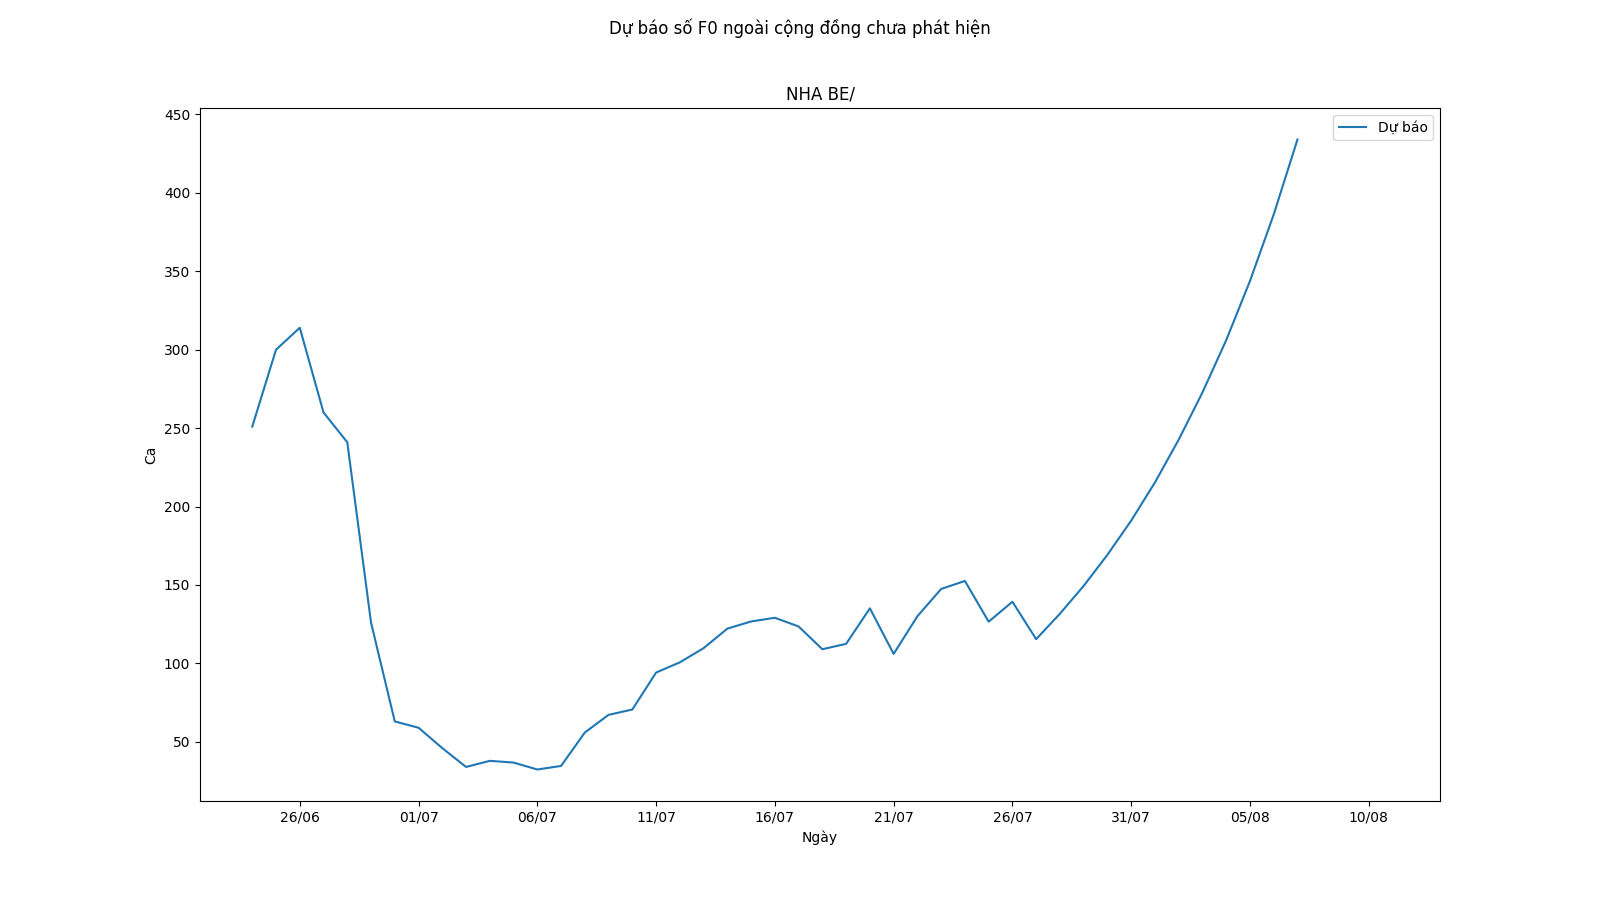 Dự báo số F0 ngoài cộng đồng chưa phát hiện
NHA BE/
Dự báo
450
400
350
300
250
200
150
100
50
Ca
26/06 01/07 06/07 11/07 16/07 21/07 26/07 31/07 05/08 10/08
Ngày